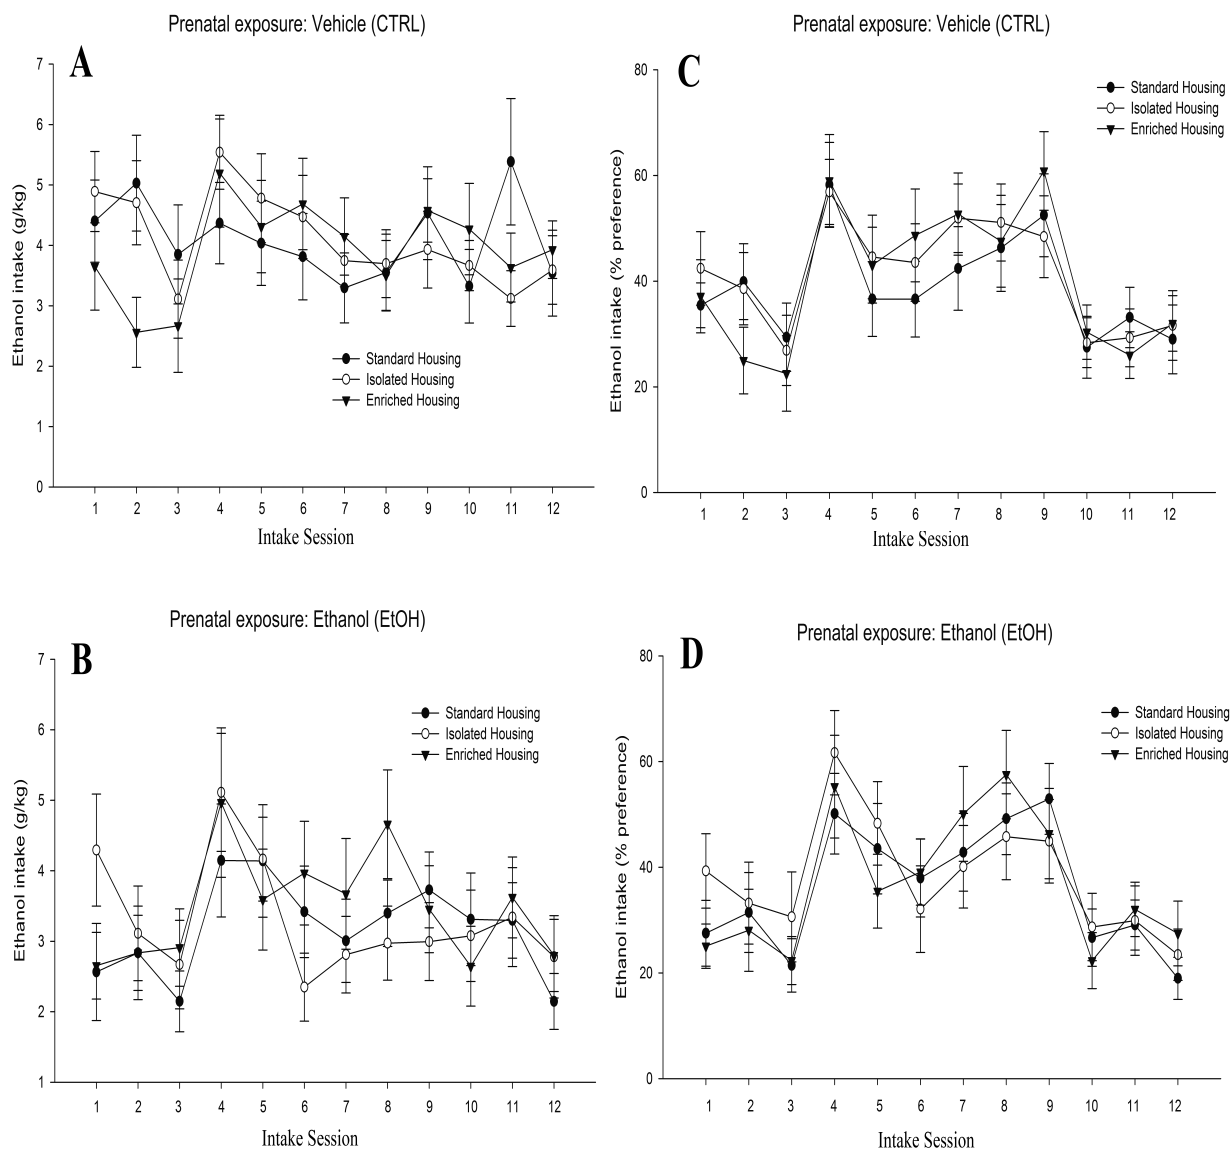 Prenatal exposure: Vehicle (CTRL)
A
7
6
5
4
3
2
1
0
Ethanol intake (g/kg)
Standard Housing
Isolated Housing
Enriched Housing
1 2 3 4 5 6 7 8 9 10 11 12
Intake Session
Prenatal exposure: Vehicle (CTRL)
C
80
60
40
20
0
Ethanol intake (% preference)
Standard Housing
Isolated Housing
Enriched Housing
1 2 3 4 5 6 7 8 9 10 11 12
Intake Session
Prenatal exposure: Ethanol (EtOH)
B
7
6
5
4
3
2
1
Ethanol intake (g/kg)
Standard Housing
Isolated Housing
Enriched Housing
1 2 3 4 5 6 7 8 9 10 11 12
Intake Session
Prenatal exposure: Ethanol (EtOH)
D
80
60
40
20
0
Ethanol intake (% preference)
Standard Housing
Isolated Housing
Enriched Housing
1 2 3 4 5 6 7 8 9 10 11 12
Intake Session